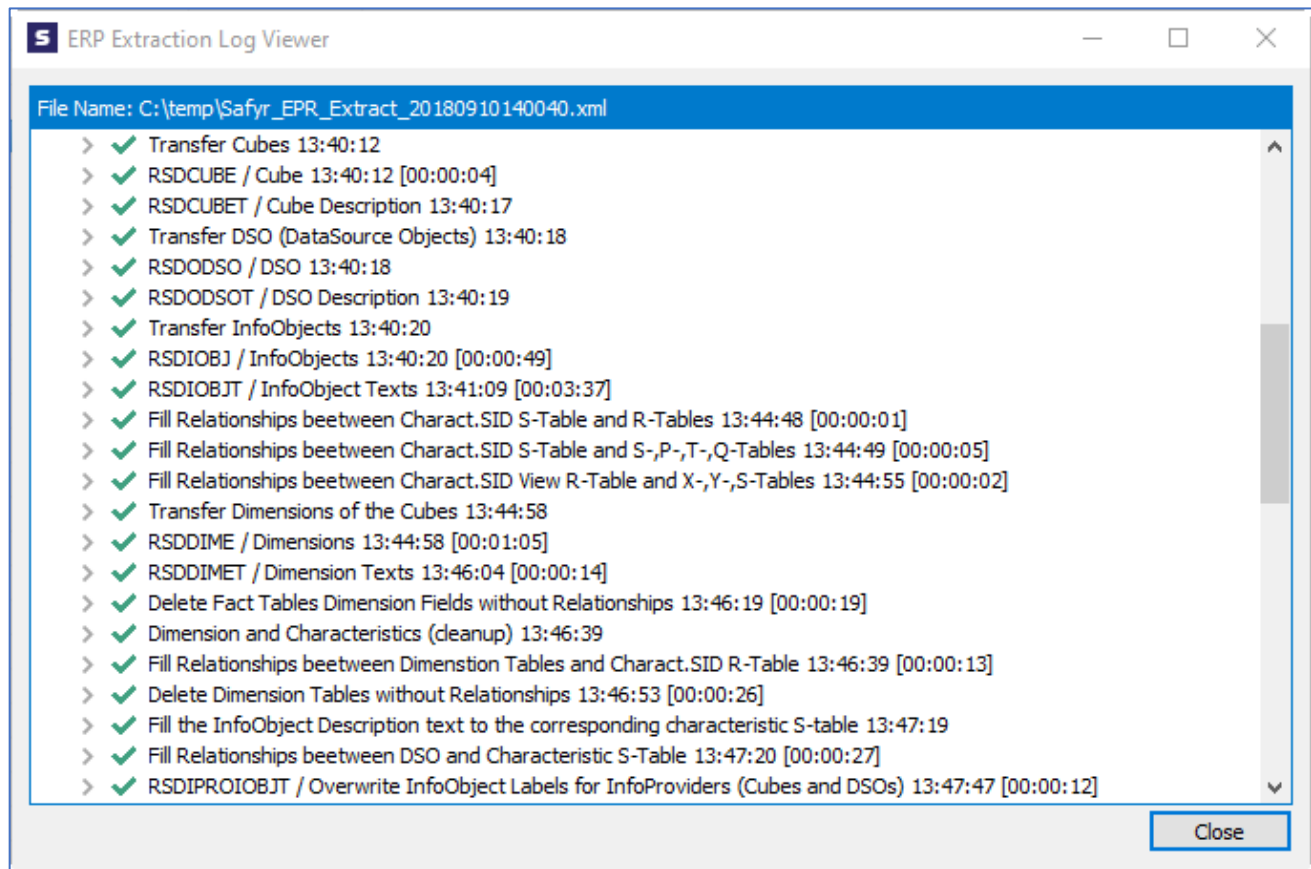 S ERP Extraction Log Viewer
File Name: C:\temp\Safyr_EPR_Extract_20180910140040.xml
Transfer Cubes 13:40:12
RSDCUBE / Cube 13:40:12 [00:00:04]
RSDCUBET / Cube Description 13:40:17
Transfer DSO (DataSource Objects) 13:40:18
RSDODSO / DSO 13:40:18
RSDODSOT / DSO Description 13:40:19
Transfer InfoObjects 13:40:20
RSDIOBJ / InfoObjects 13:40:20 [00:00:49]
RSDIOBJT / InfoObject Texts 13:41:09 [00:03:37]
Fill Relationships beetween Charact.SID S-Table and R-Tables 13:44:48 [00:00:01]
Fill Relationships beetween Charact.SID S-Table and S-,P-,T-,Q-Tables 13:44:49 [00:00:05]
Fill Relationships beetween Charact.SID View R-Table and X-,Y-,S-Tables 13:44:55 [00:00:02]
Transfer Dimensions of the Cubes 13:44:58
RSDDIME / Dimensions 13:44:58 [00:01:05]
RSDDIMET / Dimension Texts 13:46:04 [00:00:14]
Delete Fact Tables Dimension Fields without Relationships 13:46:19 [00:00:19]
Dimension and Characteristics (cleanup) 13:46:39
Fill Relationships beetween Dimenstion Tables and Charact.SID R-Table 13:46:39 [00:00:13]
Delete Dimension Tables without Relationships 13:46:53 [00:00:26]
Fill the InfoObject Description text to the corresponding characteristic S-table 13:47:19
Fill Relationships beetween DSO and Characteristic S-Table 13:47:20 [00:00:27]
RSDIPROIOBJT / Overwrite InfoObject Labels for InfoProviders (Cubes and DSOs) 13:47:47 [00:00:12]
Close